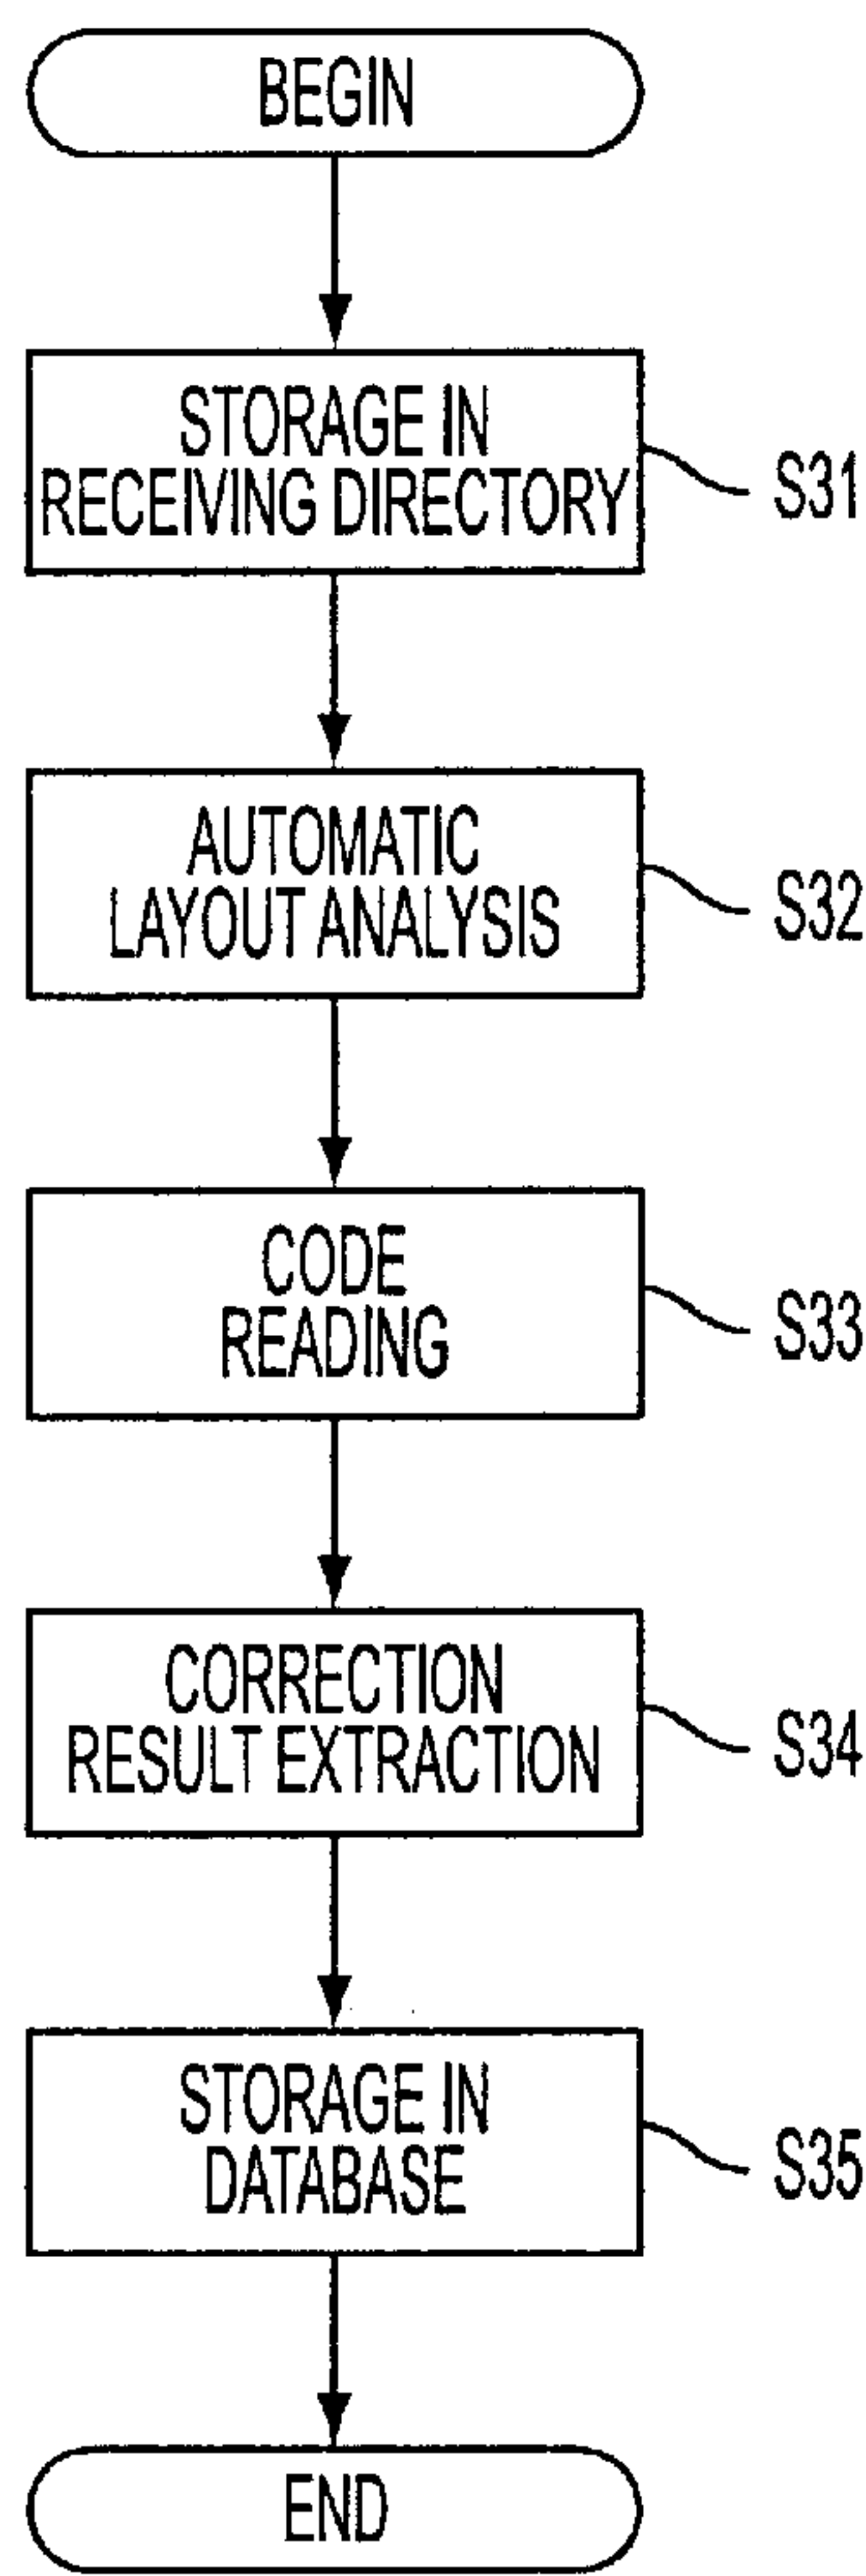 BEGIN
STORAGE IN
RECEIVING DIRECTORY
S31
AUTOMATIC
LAYOUT ANALYSIS
S32
CODE
READING
S33
CORRECTION
RESULT EXTRACTION
S34
STORAGE IN
DATABASE
S35
END